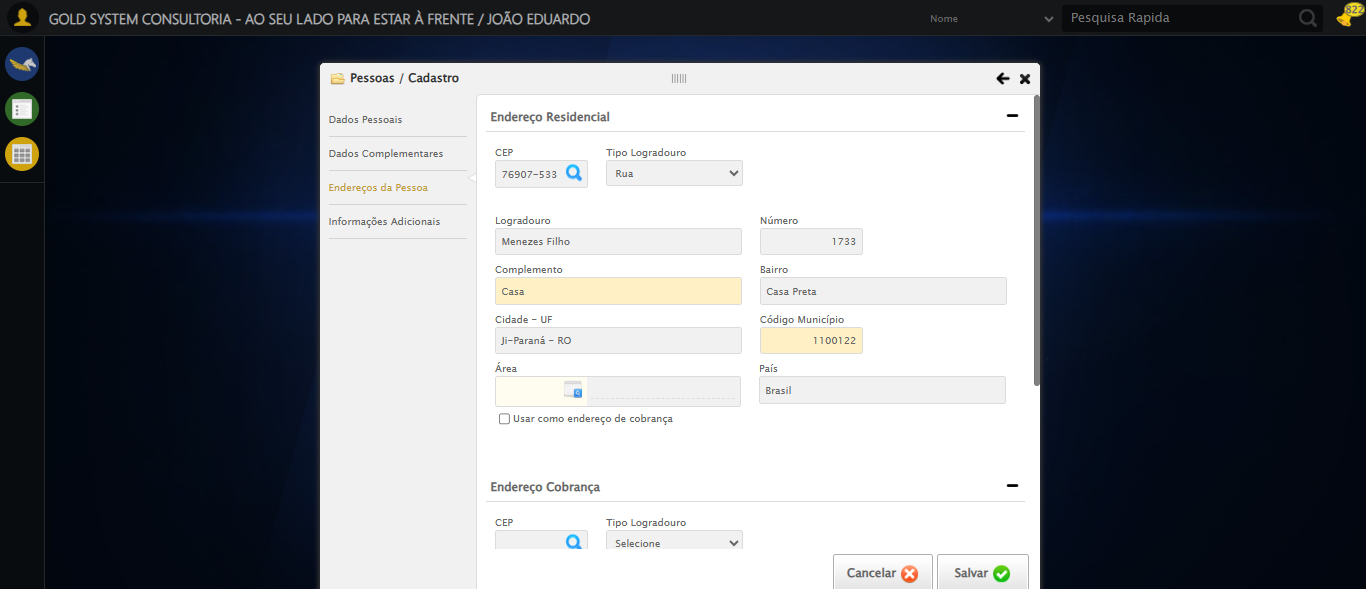 GOLD SYSTEM CONSULTORIA - AO SEU LADO PARA ESTAR À FRENTE / JOÃO EDUARDO
Nome
Pesquisa Rapida
822
Pessoas / Cadastro
Dados Pessoais
Dados Complementares
Endereços da Pessoa
Informações Adicionais
Endereço Residencial
CEP
Tipo Logradouro
76907-533
Rua
Logradouro
Número
Menezes Filho
1733
Complemento
Bairro
Casa
Casa Preta
Cidade - UF
Código Município
Ji-Paraná - RO
1100122
Área
País
Brasil
Usar como endereço de cobrança
Endereço Cobrança
CEP
Tipo Logradouro
Selecione
Cancelar
Salvar